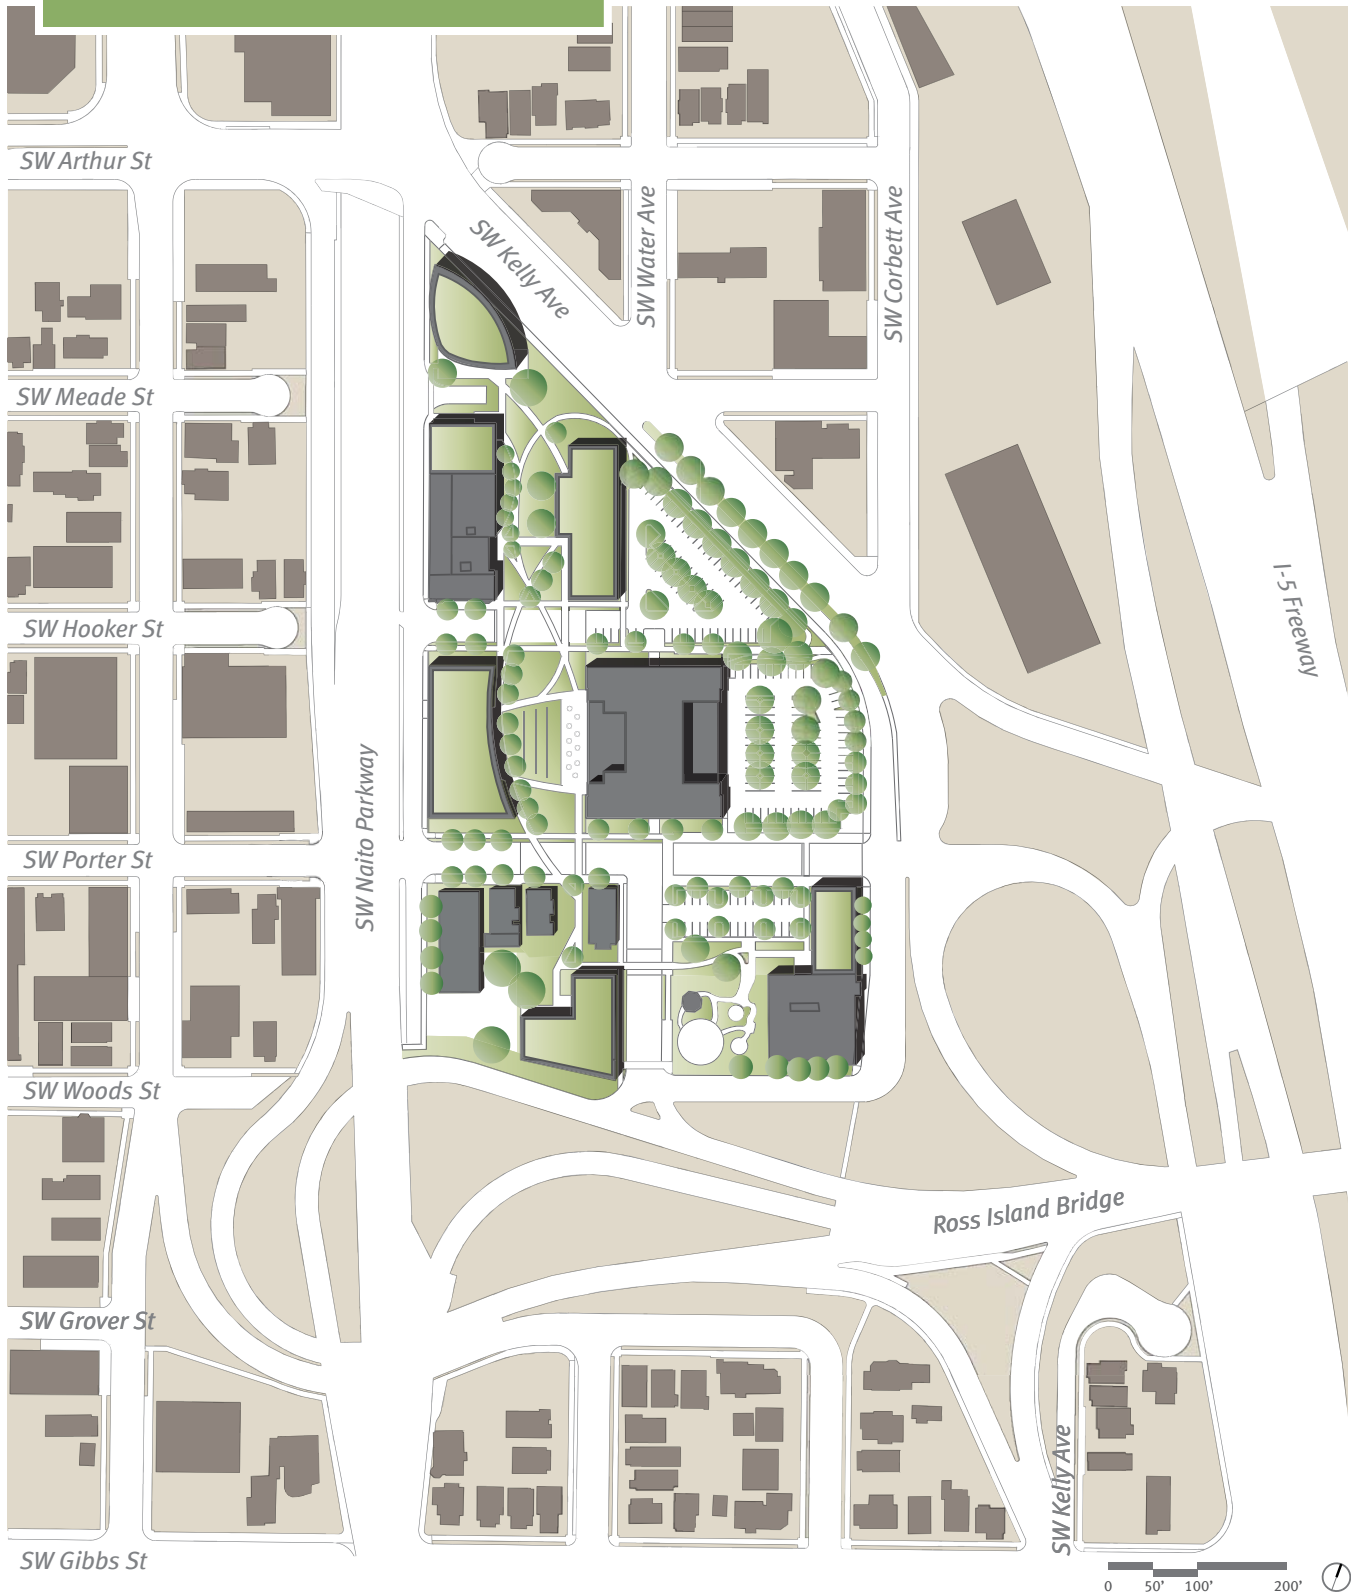 SW Arthur St
SW Kelly Ave
SW Water Ave
SW Corbett Ave
SW Meade St
I-5 Freeway
SW Hooker St
SW Naito Parkway
SW Porter St
SW Woods St
Ross Island Bridge
SW Grover St
SW Kelly Ave
SW Gibbs St
0 50' 100' 200'